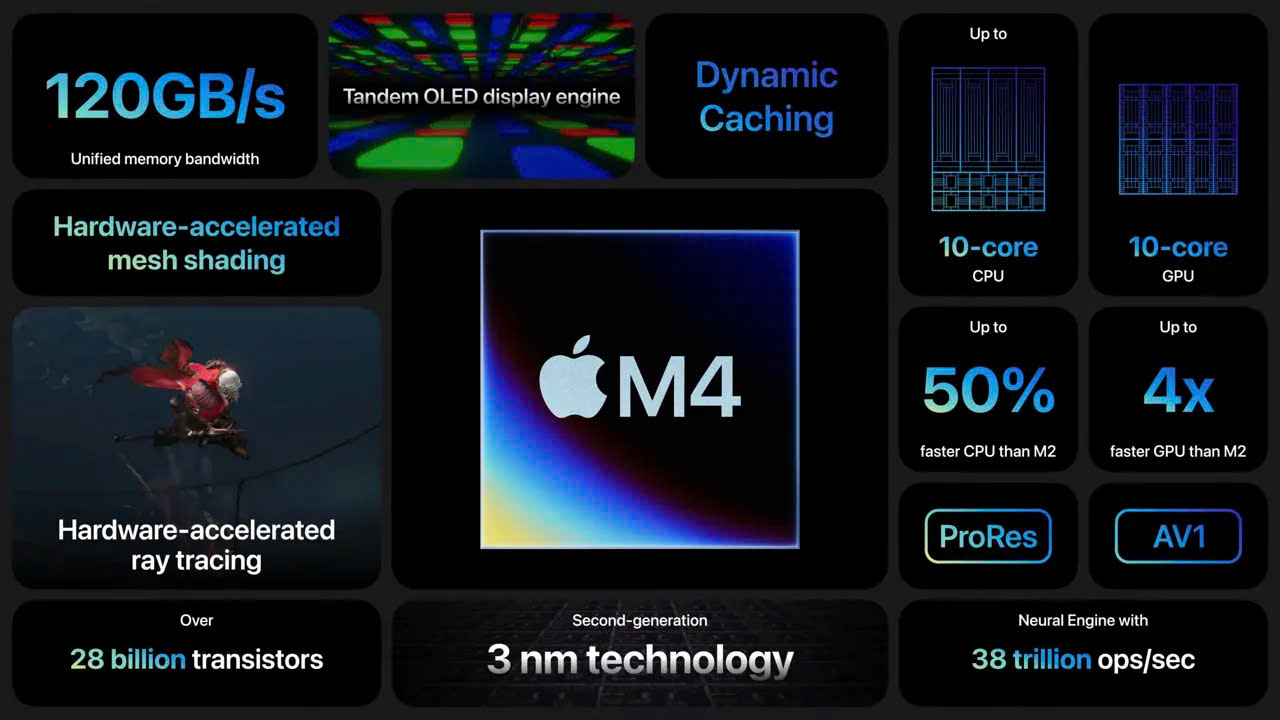 120GB/s
Unified memory bandwidth
Tandem OLED display engine
Dynamic
Caching
Up to
10-core
CPU
10-core
GPU
Hardware-accelerated
mesh shading
M4
Hardware-accelerated
ray tracing
Up to
50%
faster CPU than M2
Up to
4x
faster GPU than M2
ProRes
AV1
Over
28 billion transistors
Second-generation
3 nm technology
Neural Engine with
38 trillion ops/sec